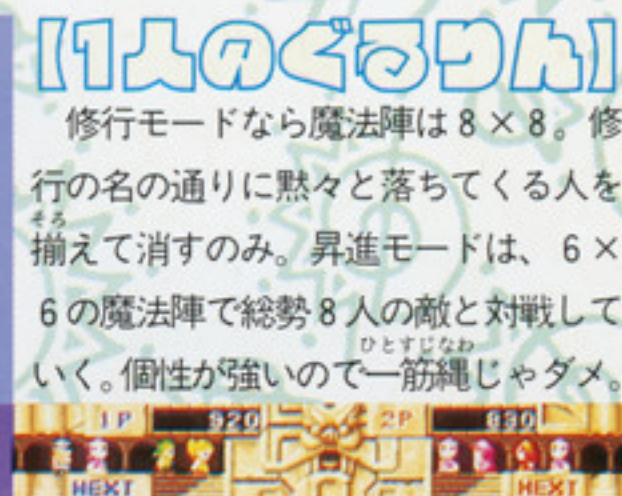 【1人のぐるりん】
修行モードなら魔法陣は8×8。修
行の名の通りに黙々と落ちてくる人を
そろ
揃えて消すのみ。昇進モードは、6×
6の魔法陣で総勢8人の敵と対戦して
ひとすじなわ
いく。個性が強いので一筋縄じゃダメ。
1P 920 2P 830
NEXT NEXT